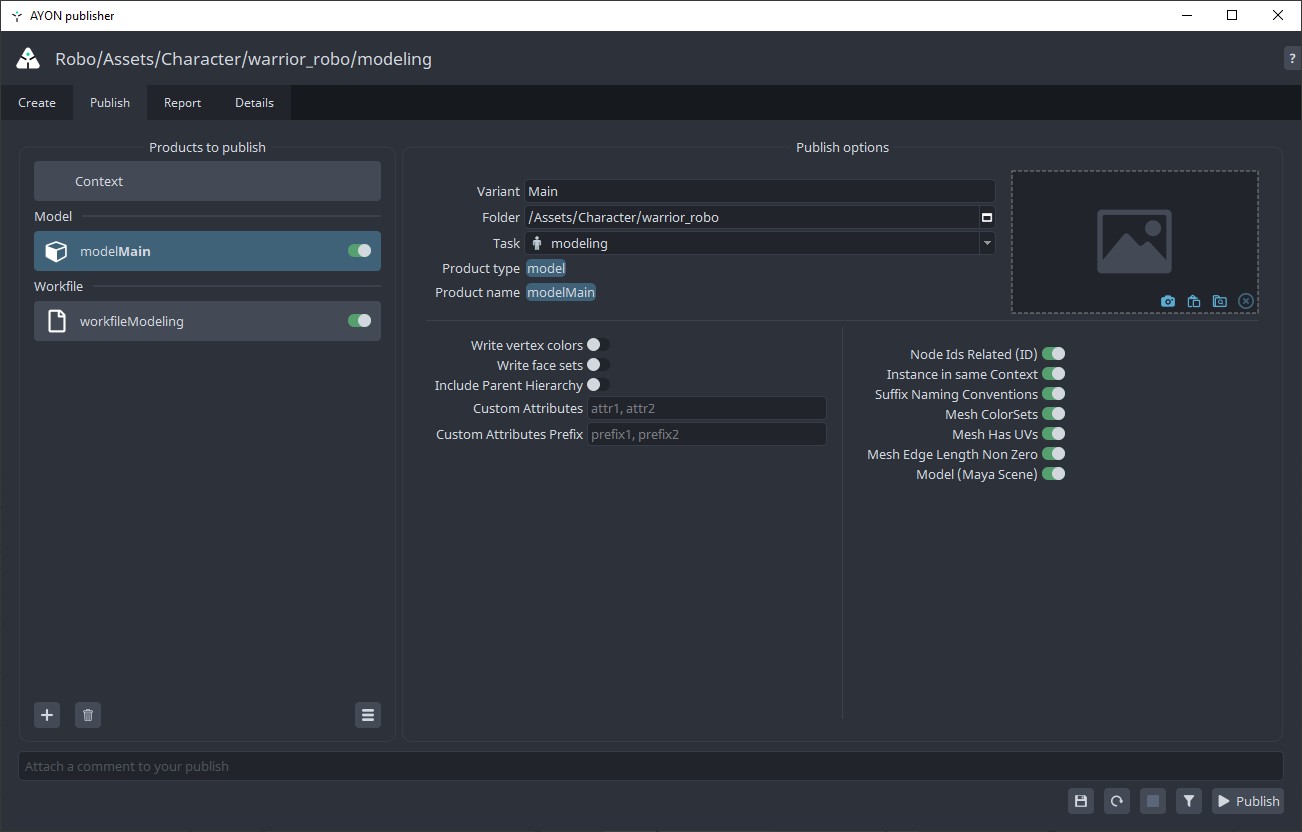 AYON publisher
Robo/Assets/Character/warrior_robo/modeling
?
Create Publish Report Details
Products to publish
Context
Model
modelMain
Workfile
workfileModeling
Publish options
Variant Main
Folder /Assets/Character/warrior_robo
Task modeling
Product type model
Product name modelMain
Write vertex colors
Write face sets
Include Parent Hierarchy
Custom Attributes attr1, attr2
Custom Attributes Prefix prefix1, prefix2
Node Ids Related (ID)
Instance in same Context
Suffix Naming Conventions
Mesh ColorSets
Mesh Has UVs
Mesh Edge Length Non Zero
Model (Maya Scene)
Attach a comment to your publish
Publish